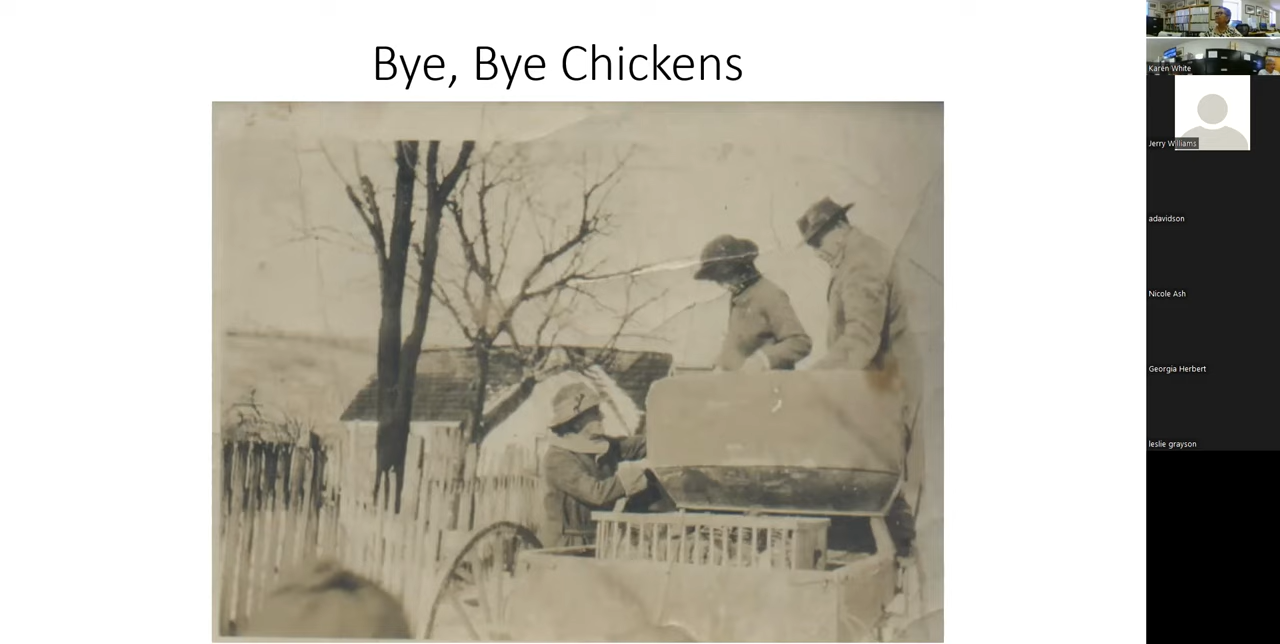 Bye, Bye Chickens
Karen White
Jerry Williams
adavidson
Nicole Ash
Georgia Herbert
leslie grayson